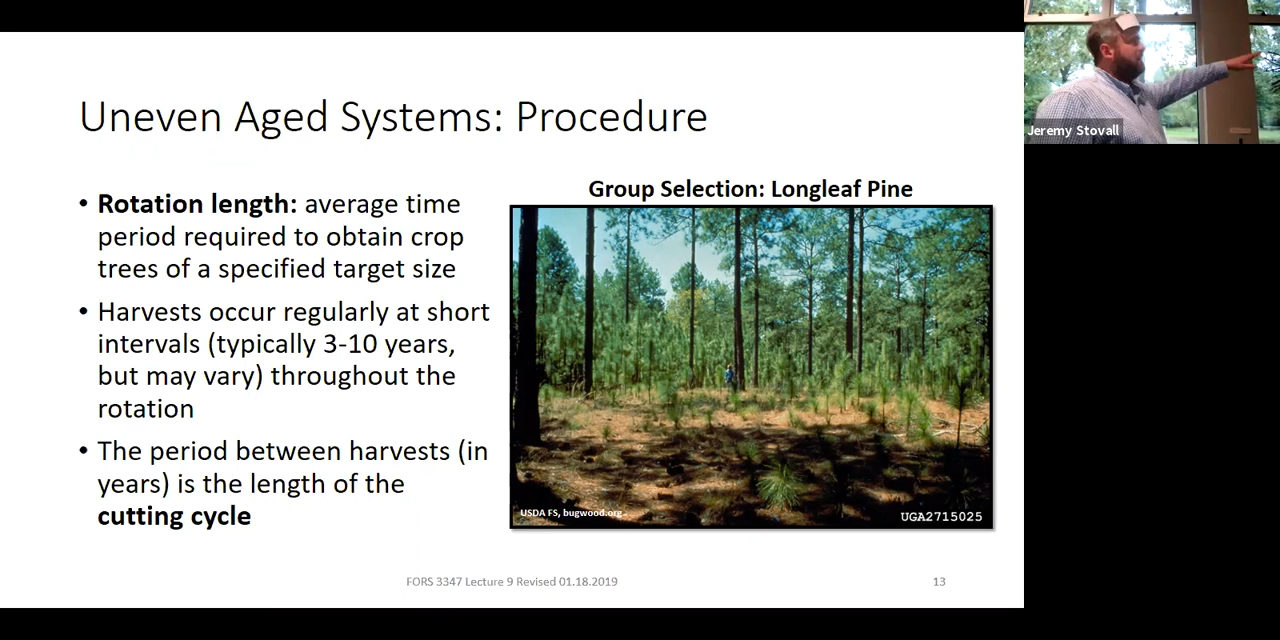 Uneven Aged Systems: Procedure
• Rotation length: average time
period required to obtain crop
trees of a specified target size
• Harvests occur regularly at short
intervals (typically 3-10 years,
but may vary) throughout the
rotation
• The period between harvests (in
years) is the length of the
cutting cycle
Group Selection: Longleaf Pine
USDA FS, bugwood.org
UGA2715025
FORS 3347 Lecture 9 Revised 01.18.2019
13
Jeremy Stovall